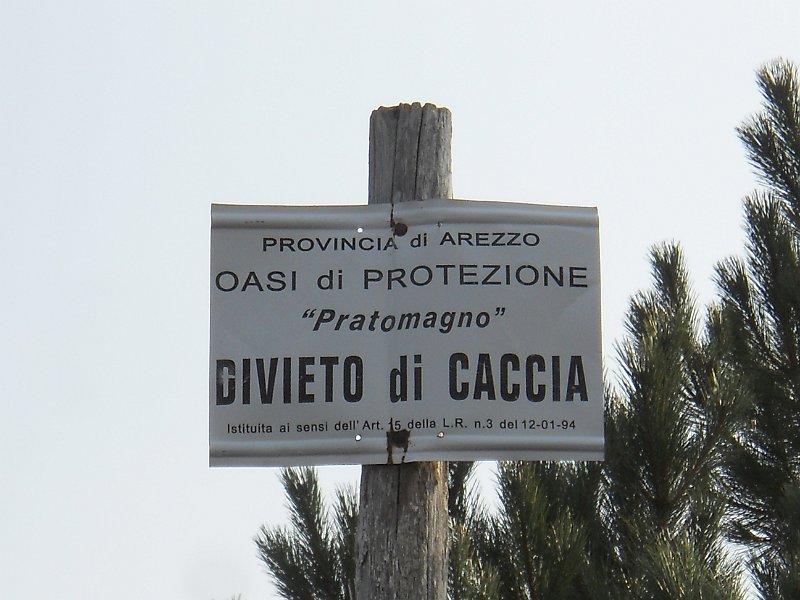 PROVINCIA di AREZZO
OASI di PROTEZIONE
"Pratomagno"
DIVIETO di CACCIA
Istituita ai sensi dell'Art. 15 della L.R. n.3 del 12-01-94